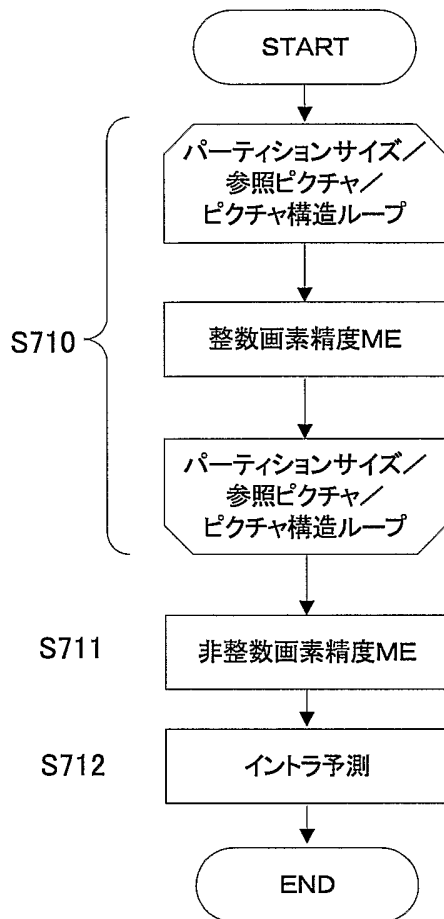 START
パーティションサイズ／
参照ピクチャ／
ピクチャ構造ループ
S710
整数画素精度ME
パーティションサイズ／
参照ピクチャ／
ピクチャ構造ループ
S711
非整数画素精度ME
S712
イントラ予測
END